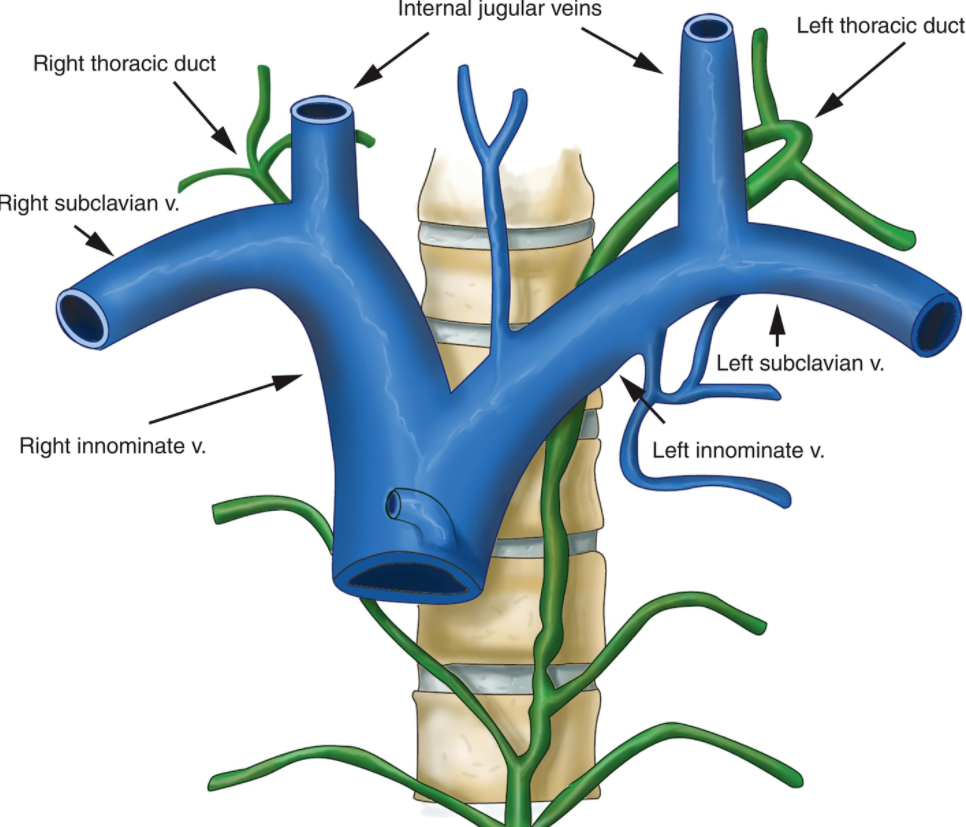 Internal jugular veins
Left thoracic duct
Right thoracic duct
Right subclavian v.
Left subclavian v.
Right innominate v.
Left innominate v.